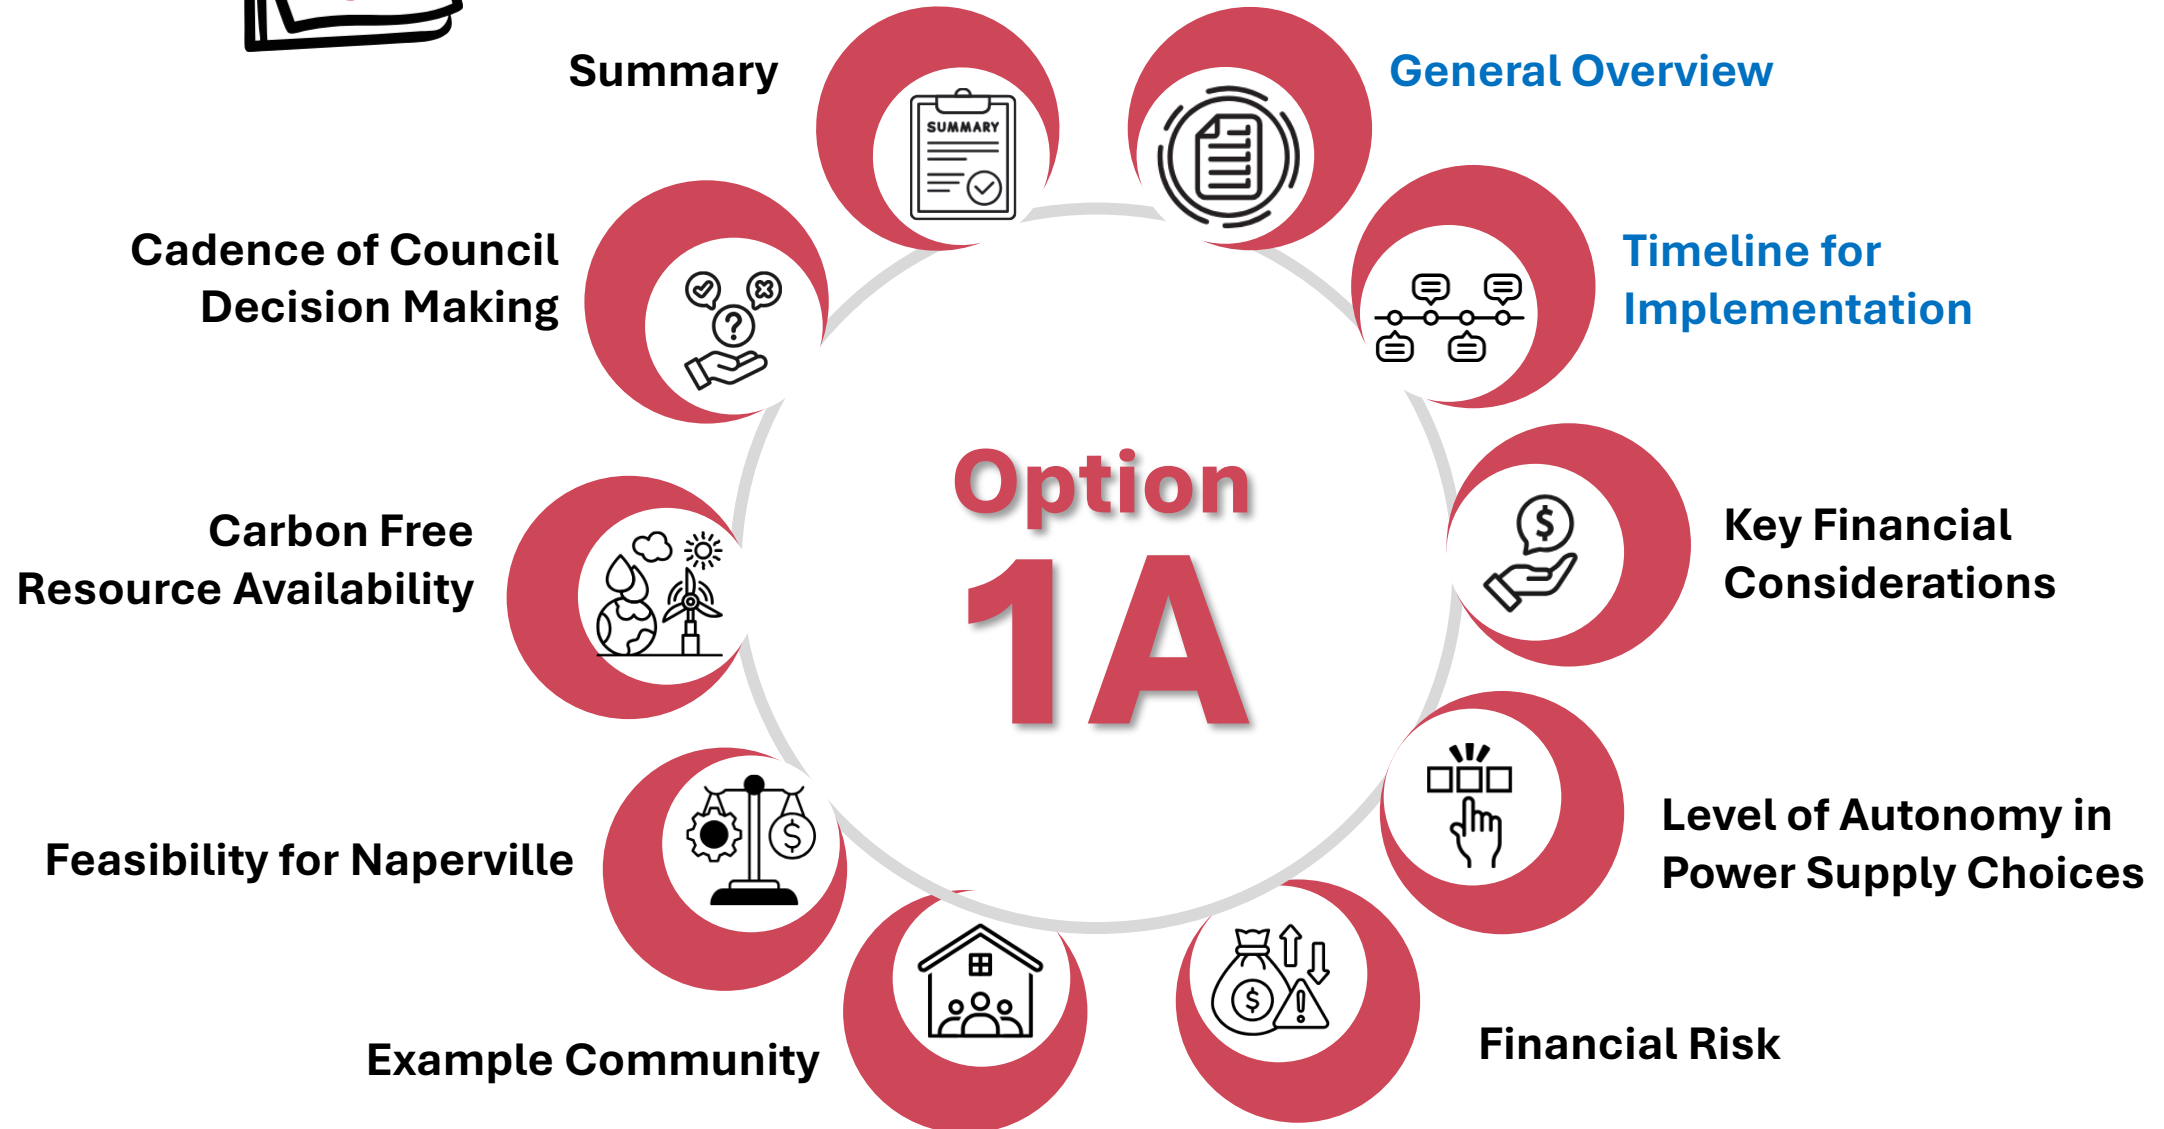 Summary
SUMMARY
General Overview
Cadence of Council
Decision Making
Timeline for
Implementation
Carbon Free
Resource Availability
Option
1A
$
Key Financial
Considerations
Feasibility for Naperville
$
Level of Autonomy in
Power Supply Choices
Example Community
$
Financial Risk